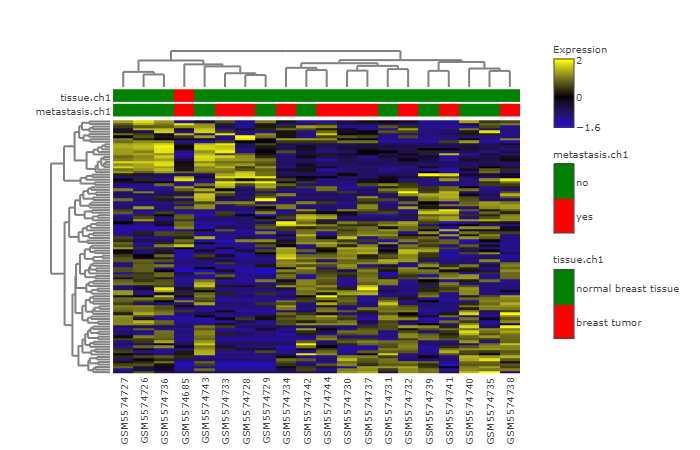 Expression
2
0
−1.6
tissue.ch1
metastasis.ch1
metastasis.ch1
no
yes
tissue.ch1
normal breast tissue
breast tumor
GSM5574727
GSM5574726
GSM5574736
GSM5574685
GSM5574743
GSM5574733
GSM5574728
GSM5574729
GSM5574734
GSM5574742
GSM5574744
GSM5574730
GSM5574737
GSM5574731
GSM5574732
GSM5574739
GSM5574741
GSM5574740
GSM5574735
GSM5574738